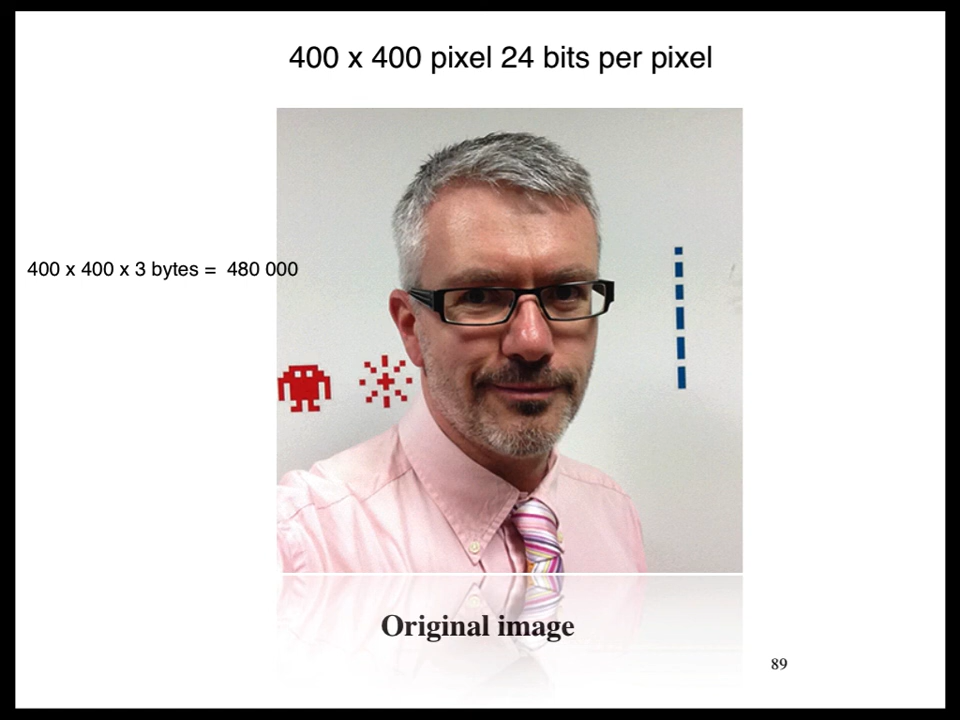 400 x 400 pixel 24 bits per pixel
400 x 400 x 3 bytes =  480 000
Original image
89